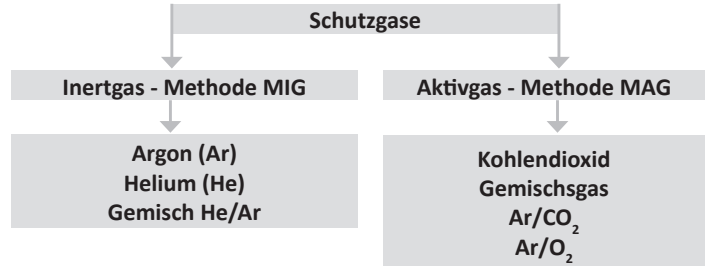 Schutzgase
Inertgas - Methode MIG
Aktivgas - Methode MAG
Argon (Ar)
Helium (He)
Gemisch He/Ar
Kohlendioxid
Gemischsgas
Ar/CO₂
Ar/O₂